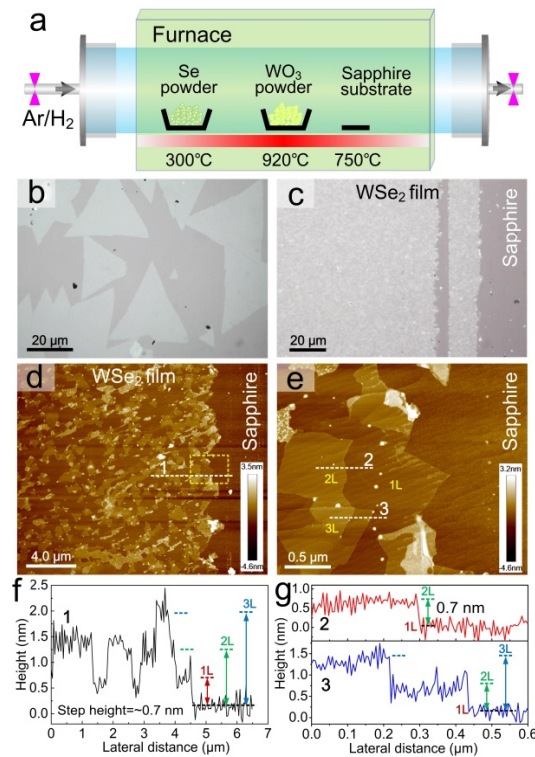 a
Furnace
Se
powder
WO₃
powder
Sapphire
substrate
Ar/H₂
300℃
920℃
750℃
b
20 μm
c
WSe₂ film
Sapphire
20 μm
d
WSe₂ film
Sapphire
1
3.5nm
-4.6nm
4.0 μm
e
Sapphire
2
2L
1L
3
3L
3.2nm
-4.6nm
0.5 μm
f
1
2.5
2.0
1.5
1.0
0.5
0.0
Height (nm)
3L
2L
1L
Step height=~0.7 nm
0 1 2 3 4 5 6 7
Lateral distance (μm)
g
1.0
0.5
0.0
2L
0.7 nm
1L
2
1.5
1.0
0.5
0.0
Height (nm)
3L
2L
3
1L
0.0 0.1 0.2 0.3 0.4 0.5 0.6
Lateral distance (μm)